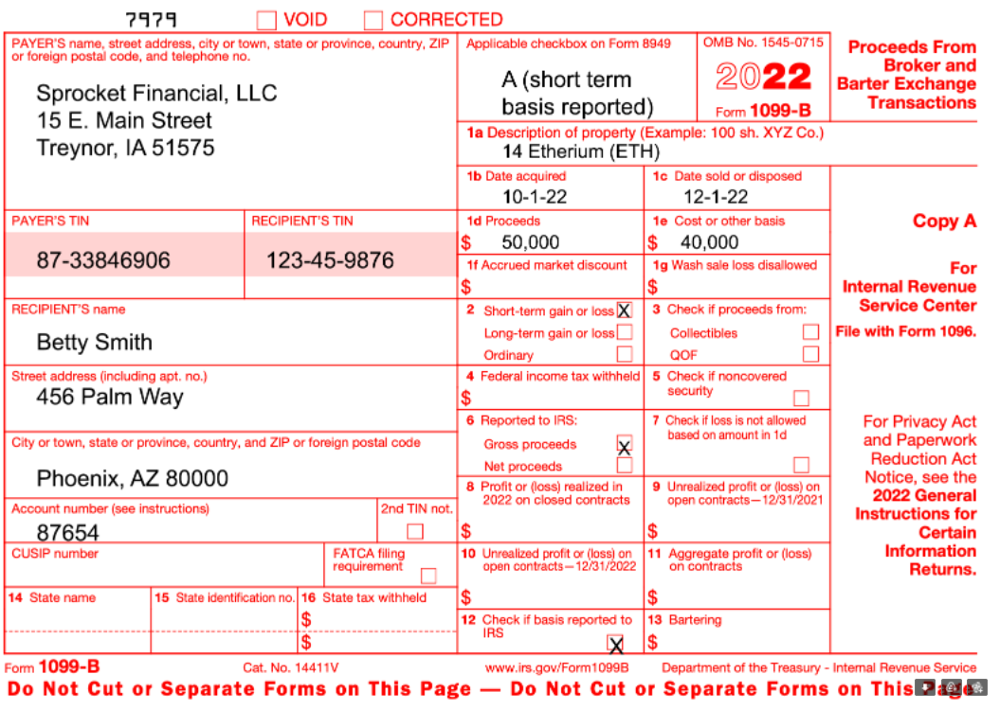 7979
VOID
CORRECTED
PAYER'S name, street address, city or town, state or province, country, ZIP
or foreign postal code, and telephone no.
Sprocket Financial, LLC
15 E. Main Street
Treynor, IA 51575
Applicable checkbox on Form 8949
A (short term
basis reported)
OMB No. 1545-0715
2022
Form 1099-B
Proceeds From
Broker and
Barter Exchange
Transactions
1a Description of property (Example: 100 sh. XYZ Co.)
14 Etherium (ETH)
1b Date acquired
10-1-22
1c Date sold or disposed
12-1-22
PAYER'S TIN
87-33846906
RECIPIENT'S TIN
123-45-9876
1d Proceeds
$ 50,000
1e Cost or other basis
$ 40,000
Copy A
1f Accrued market discount
$
1g Wash sale loss disallowed
$
For
Internal Revenue
Service Center
File with Form 1096.
RECIPIENT'S name
Betty Smith
2 Short-term gain or loss X
Long-term gain or loss
Ordinary
3 Check if proceeds from:
Collectibles
QOF
Street address (including apt. no.)
456 Palm Way
4 Federal income tax withheld
$
5 Check if noncovered
security
6 Reported to IRS:
Gross proceeds X
Net proceeds
7 Check if loss is not allowed
based on amount in 1d
For Privacy Act
and Paperwork
Reduction Act
Notice, see the
2022 General
Instructions for
Certain
Information
Returns.
City or town, state or province, country, and ZIP or foreign postal code
Phoenix, AZ 80000
8 Profit or (loss) realized in
2022 on closed contracts
$
9 Unrealized profit or (loss) on
open contracts—12/31/2021
$
Account number (see instructions)
87654
2nd TIN not.
CUSIP number
FATCA filing
requirement
10 Unrealized profit or (loss) on
open contracts—12/31/2022
$
11 Aggregate profit or (loss)
on contracts
$
14 State name
15 State identification no.
16 State tax withheld
$
$
12 Check if basis reported to
IRS X
13 Bartering
$
Form 1099-B
Cat. No. 14411V
www.irs.gov/Form1099B
Department of the Treasury - Internal Revenue Service
Do Not Cut or Separate Forms on This Page — Do Not Cut or Separate Forms on This Page